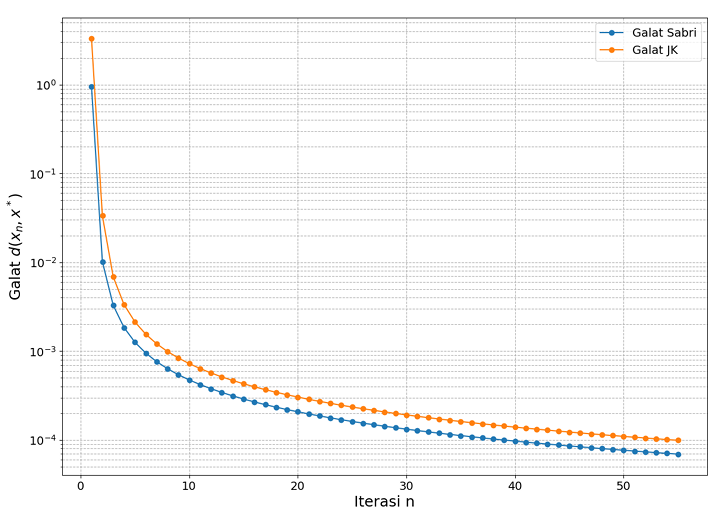 Galat Sabri
Galat JK
10⁰
10⁻¹
10⁻²
10⁻³
10⁻⁴
Galat d(xₙ, x*)
0 10 20 30 40 50
Iterasi n